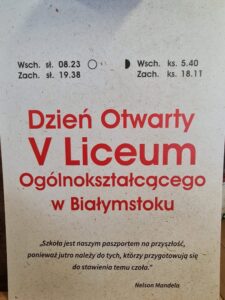 Wsch. sł. 08.23 Wsch. ks. 5.40
Zach. sł. 19.38 Zach. ks. 18.11
Dzień Otwarty
V Liceum
Ogólnokształcącego
w Białymstoku
„Szkoła jest naszym paszportem na przyszłość,
ponieważ jutro należy do tych, którzy przygotowują się
do stawienia temu czoła.”
Nelson Mandela